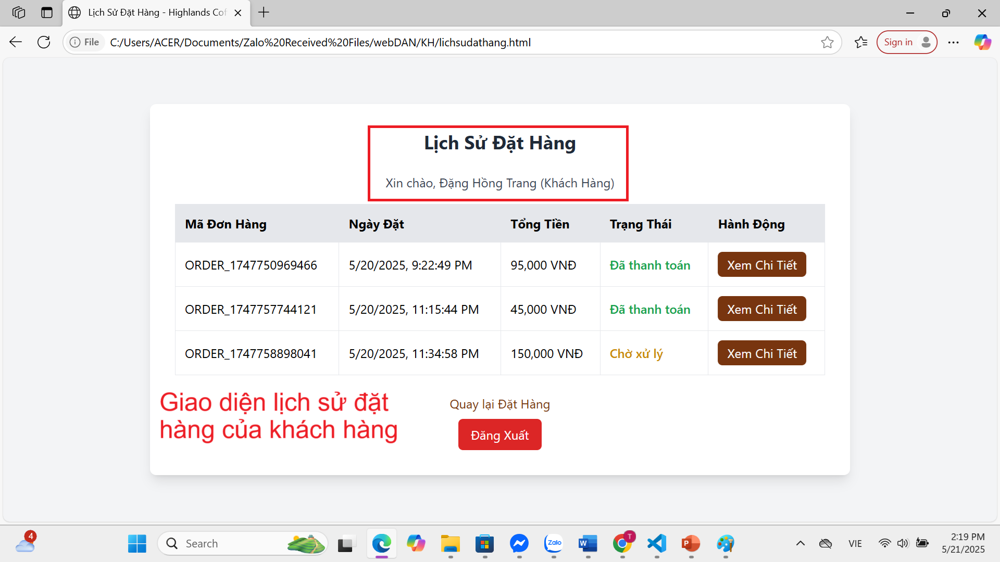 Lịch Sử Đặt Hàng - Highlands Cof
File
C:/Users/ACER/Documents/Zalo%20Received%20Files/webDAN/KH/lichsudathang.html
Sign in
Lịch Sử Đặt Hàng
Xin chào, Đặng Hồng Trang (Khách Hàng)
Mã Đơn Hàng Ngày Đặt Tổng Tiền Trạng Thái Hành Động
ORDER_1747750969466 5/20/2025, 9:22:49 PM 95,000 VNĐ Đã thanh toán Xem Chi Tiết
ORDER_1747757744121 5/20/2025, 11:15:44 PM 45,000 VNĐ Đã thanh toán Xem Chi Tiết
ORDER_1747758898041 5/20/2025, 11:34:58 PM 150,000 VNĐ Chờ xử lý Xem Chi Tiết
Giao diện lịch sử đặt
hàng của khách hàng
Quay lại Đặt Hàng
Đăng Xuất
4
Search
Zalo
W
T
P
VIE
2:19 PM
5/21/2025